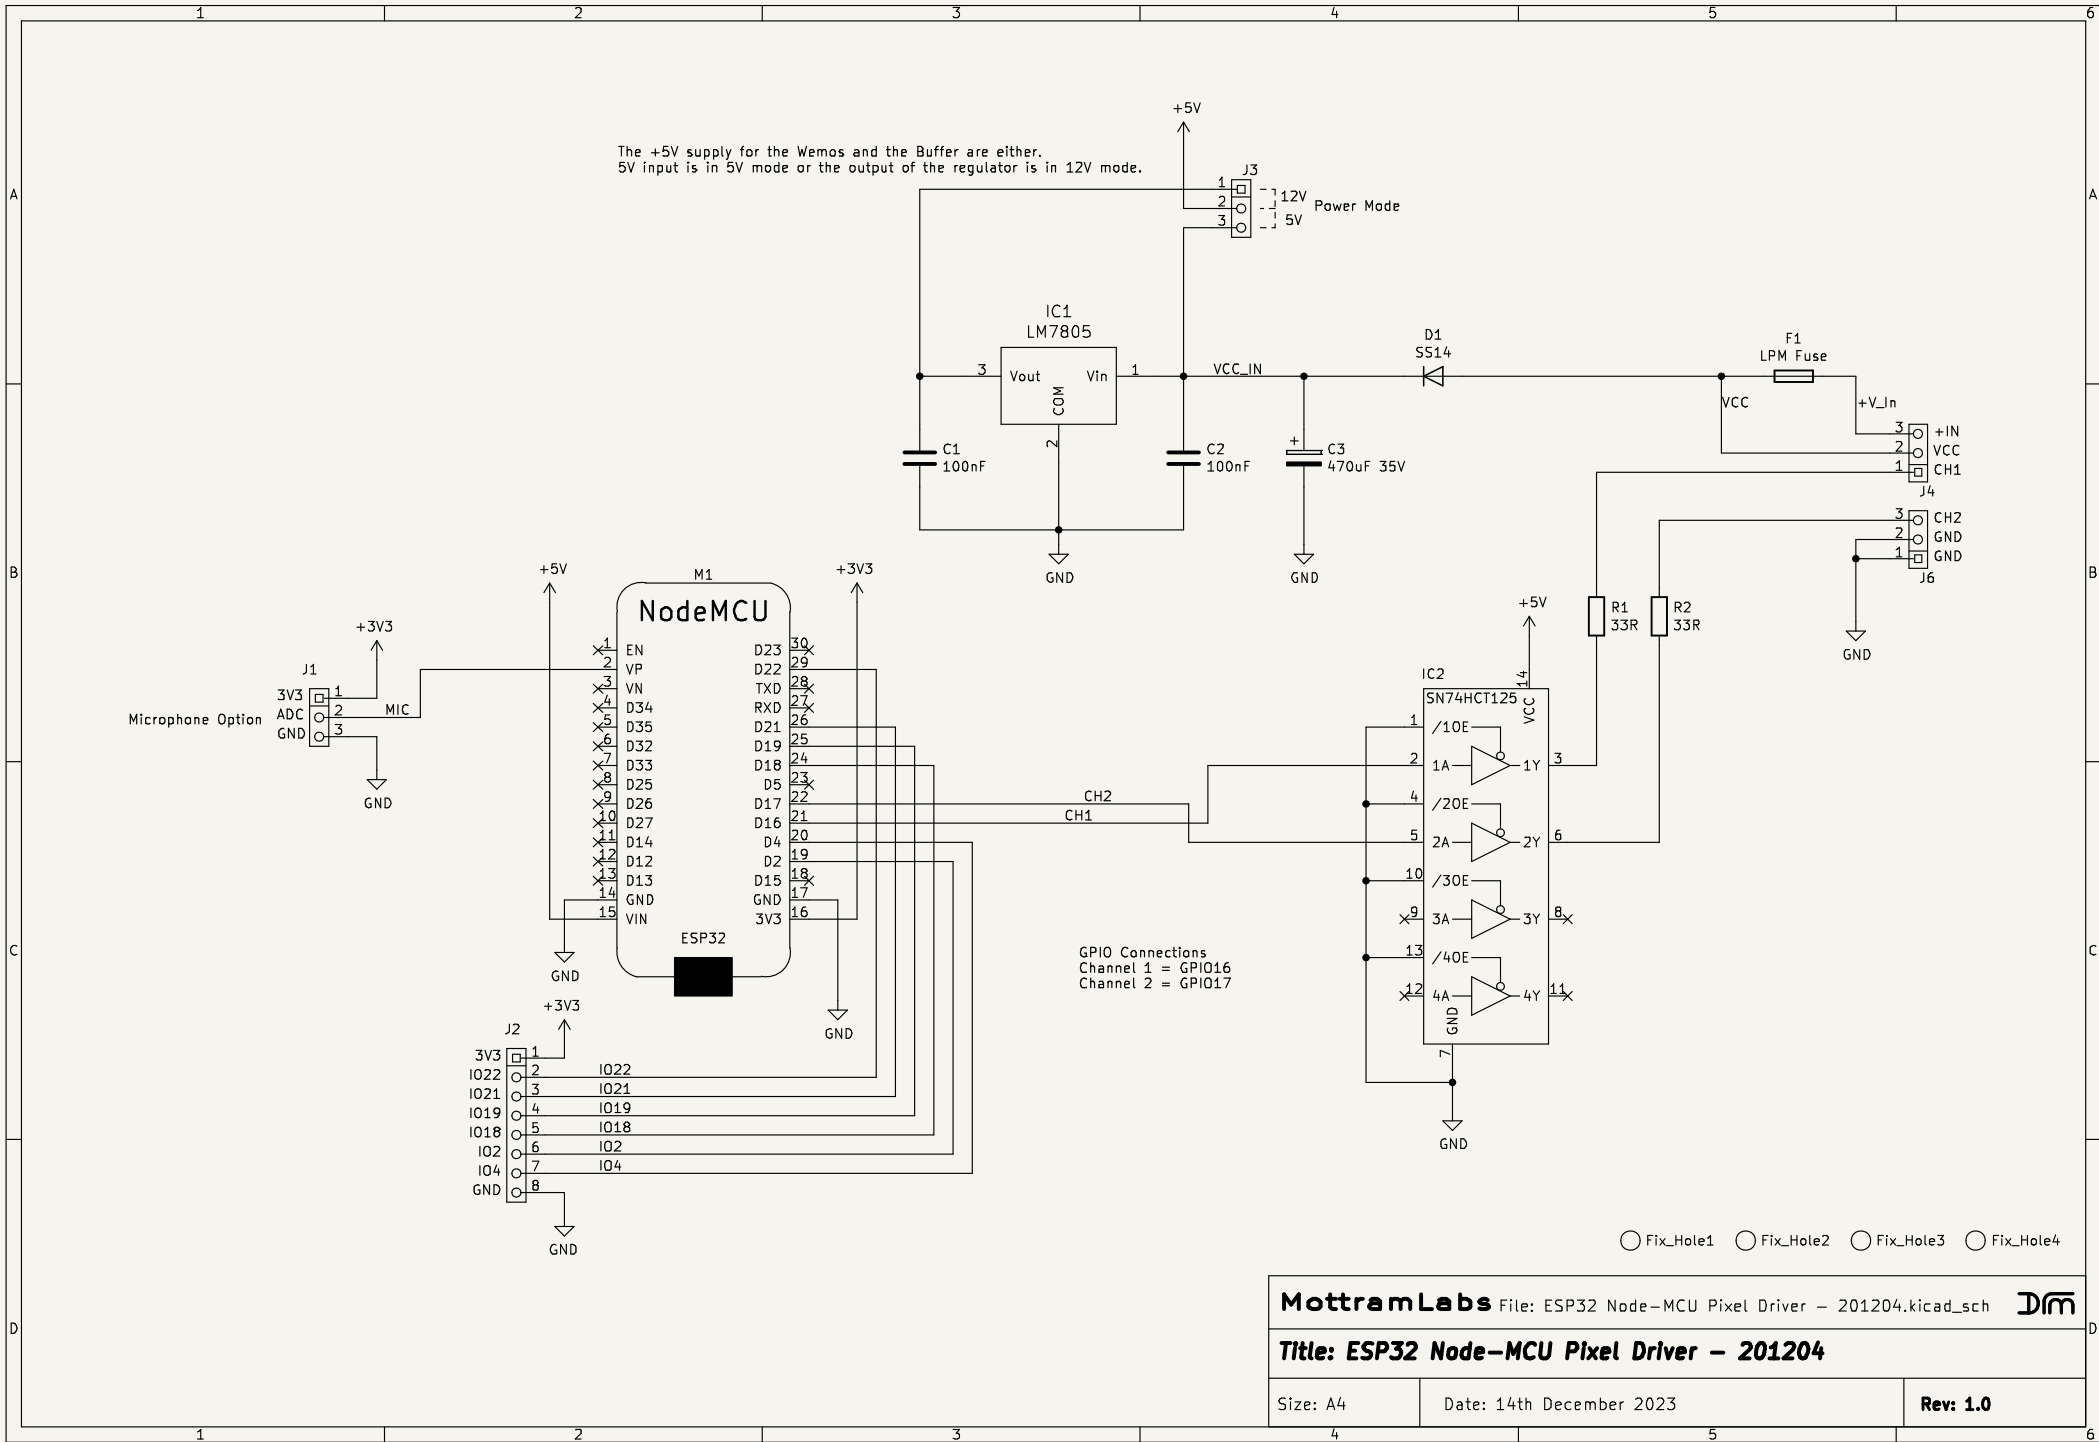 1 2 3 4 5 6
A
B
C
D
A
B
C
D
1 2 3 4 5 6
The +5V supply for the Wemos and the Buffer are either.
5V input is in 5V mode or the output of the regulator is in 12V mode.
+5V
J3
1
2
3
12V
5V
Power Mode
IC1
LM7805
3
Vout
Vin
1
COM
2
VCC_IN
D1
SS14
F1
LPM Fuse
VCC
+V_In
C1
100nF
C2
100nF
+
C3
470uF 35V
GND
GND
3 +IN
2 VCC
1 CH1
J4
3 CH2
2 GND
1 GND
J6
GND
R1
33R
R2
33R
J1
3V3 1
ADC 2
GND 3
Microphone Option
+3V3
MIC
GND
+5V
+3V3
M1
NodeMCU
1 EN
2 VP
3 VN
4 D34
5 D35
6 D32
7 D33
8 D25
9 D26
10 D27
11 D14
12 D12
13 D13
14 GND
15 VIN
D23 30
D22 29
TXD 28
RXD 27
D21 26
D19 25
D18 24
D5 23
D17 22
D16 21
D4 20
D2 19
D15 18
GND 17
3V3 16
ESP32
GND
GND
CH2
CH1
GPIO Connections
Channel 1 = GPIO16
Channel 2 = GPIO17
+5V
IC2
SN74HCT125
14
VCC
1 /1OE
2 1A 1Y 3
4 /2OE
5 2A 2Y 6
10 /3OE
9 3A 3Y 8
13 /4OE
12 4A 4Y 11
GND
7
GND
+3V3
J2
3V3 1
IO22 2 IO22
IO21 3 IO21
IO19 4 IO19
IO18 5 IO18
IO2 6 IO2
IO4 7 IO4
GND 8
GND
Fix_Hole1 Fix_Hole2 Fix_Hole3 Fix_Hole4
MottramLabs File: ESP32 Node-MCU Pixel Driver - 201204.kicad_sch
Title: ESP32 Node-MCU Pixel Driver - 201204
Size: A4 Date: 14th December 2023 Rev: 1.0